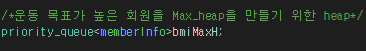 /*운동 목표가 높은 회원을 Max_heap을 만들기 위한 heap*/
priority_queue<memberInfo>bmiMaxH;